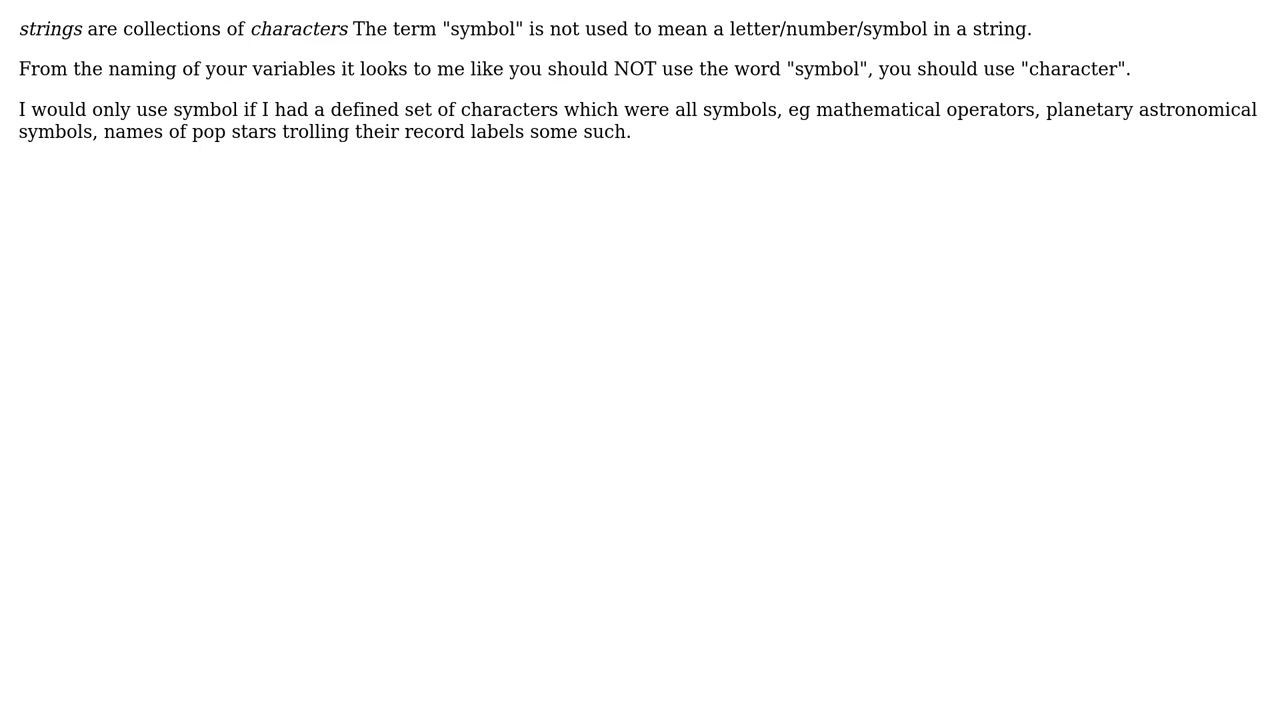 strings are collections of characters The term "symbol" is not used to mean a letter/number/symbol in a string.
From the naming of your variables it looks to me like you should NOT use the word "symbol", you should use "character".
I would only use symbol if I had a defined set of characters which were all symbols, eg mathematical operators, planetary astronomical
symbols, names of pop stars trolling their record labels some such.